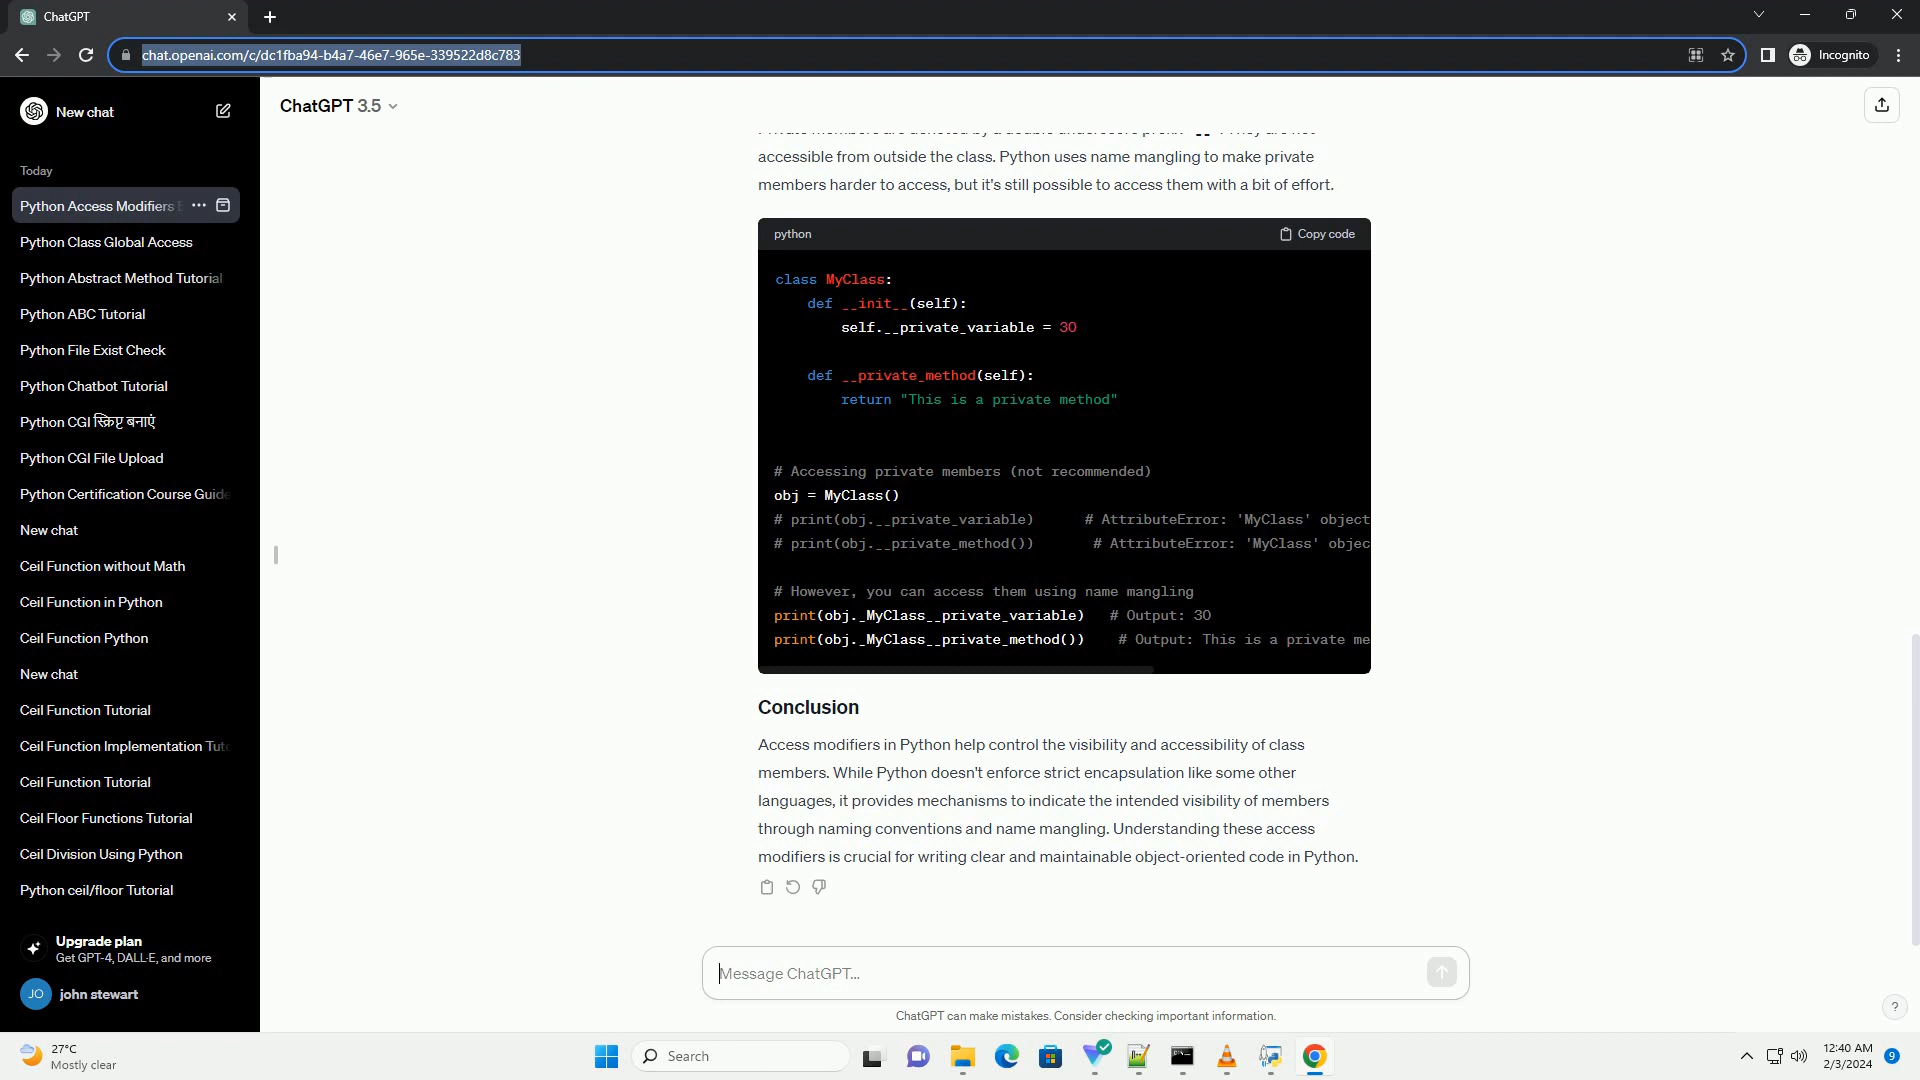 ChatGPT
chat.openai.com/c/dc1fba94-b4a7-46e7-965e-339522d8c783
Incognito
New chat
Today
Python Access Modifiers
Python Class Global Access
Python Abstract Method Tutorial
Python ABC Tutorial
Python File Exist Check
Python Chatbot Tutorial
Python CGI स्क्रिप्ट बनाएं
Python CGI File Upload
Python Certification Course Guide
New chat
Ceil Function without Math
Ceil Function in Python
Ceil Function Python
New chat
Ceil Function Tutorial
Ceil Function Implementation Tuto
Ceil Function Tutorial
Ceil Floor Functions Tutorial
Ceil Division Using Python
Python ceil/floor Tutorial
Upgrade plan
Get GPT-4, DALL·E, and more
JO john stewart
ChatGPT 3.5
accessible from outside the class. Python uses name mangling to make private
members harder to access, but it's still possible to access them with a bit of effort.
python
Copy code
class MyClass:
def __init__(self):
self.__private_variable = 30
def __private_method(self):
return "This is a private method"
# Accessing private members (not recommended)
obj = MyClass()
# print(obj.__private_variable) # AttributeError: 'MyClass' object
# print(obj.__private_method()) # AttributeError: 'MyClass' objec
# However, you can access them using name mangling
print(obj._MyClass__private_variable) # Output: 30
print(obj._MyClass__private_method()) # Output: This is a private me
Conclusion
Access modifiers in Python help control the visibility and accessibility of class
members. While Python doesn't enforce strict encapsulation like some other
languages, it provides mechanisms to indicate the intended visibility of members
through naming conventions and name mangling. Understanding these access
modifiers is crucial for writing clear and maintainable object-oriented code in Python.
Message ChatGPT...
ChatGPT can make mistakes. Consider checking important information.
?
27°C
Mostly clear
Search
12:40 AM
2/3/2024
9